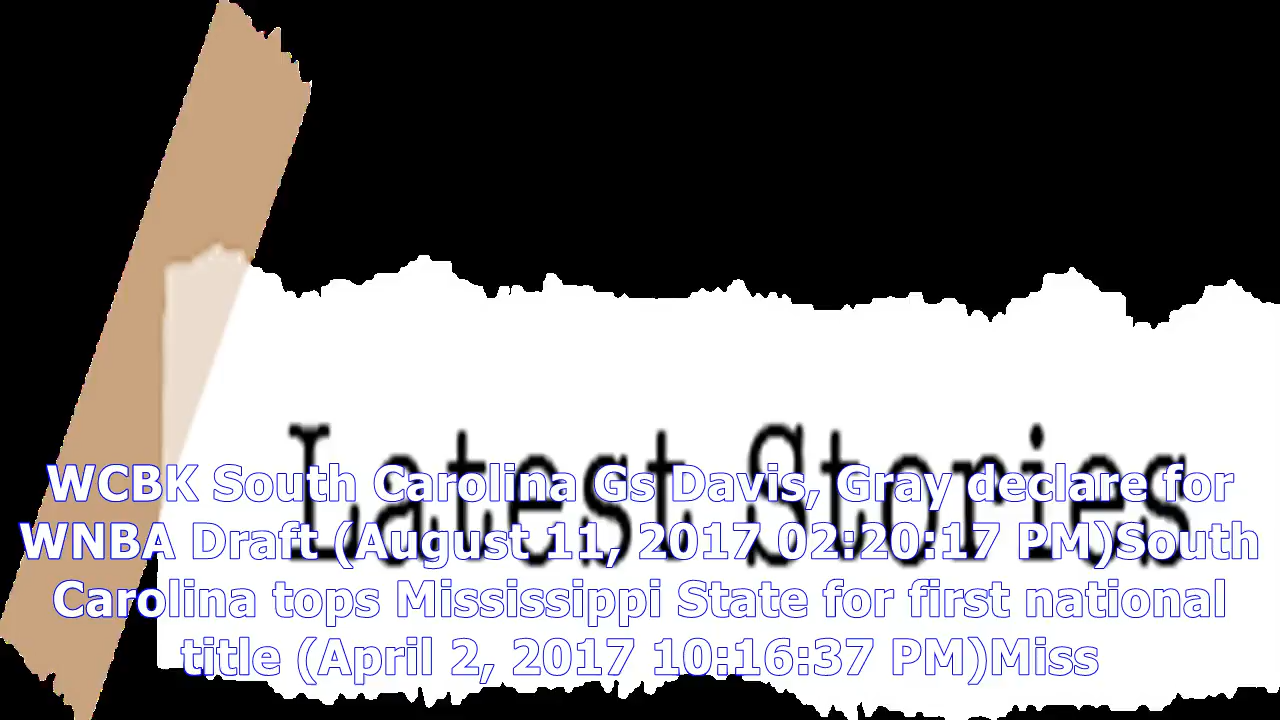 Latest Stories
WCBK South Carolina Gs Davis, Gray declare for
WNBA Draft (August 11, 2017 02:20:17 PM)South
Carolina tops Mississippi State for first national
title (April 2, 2017 10:16:37 PM)Miss